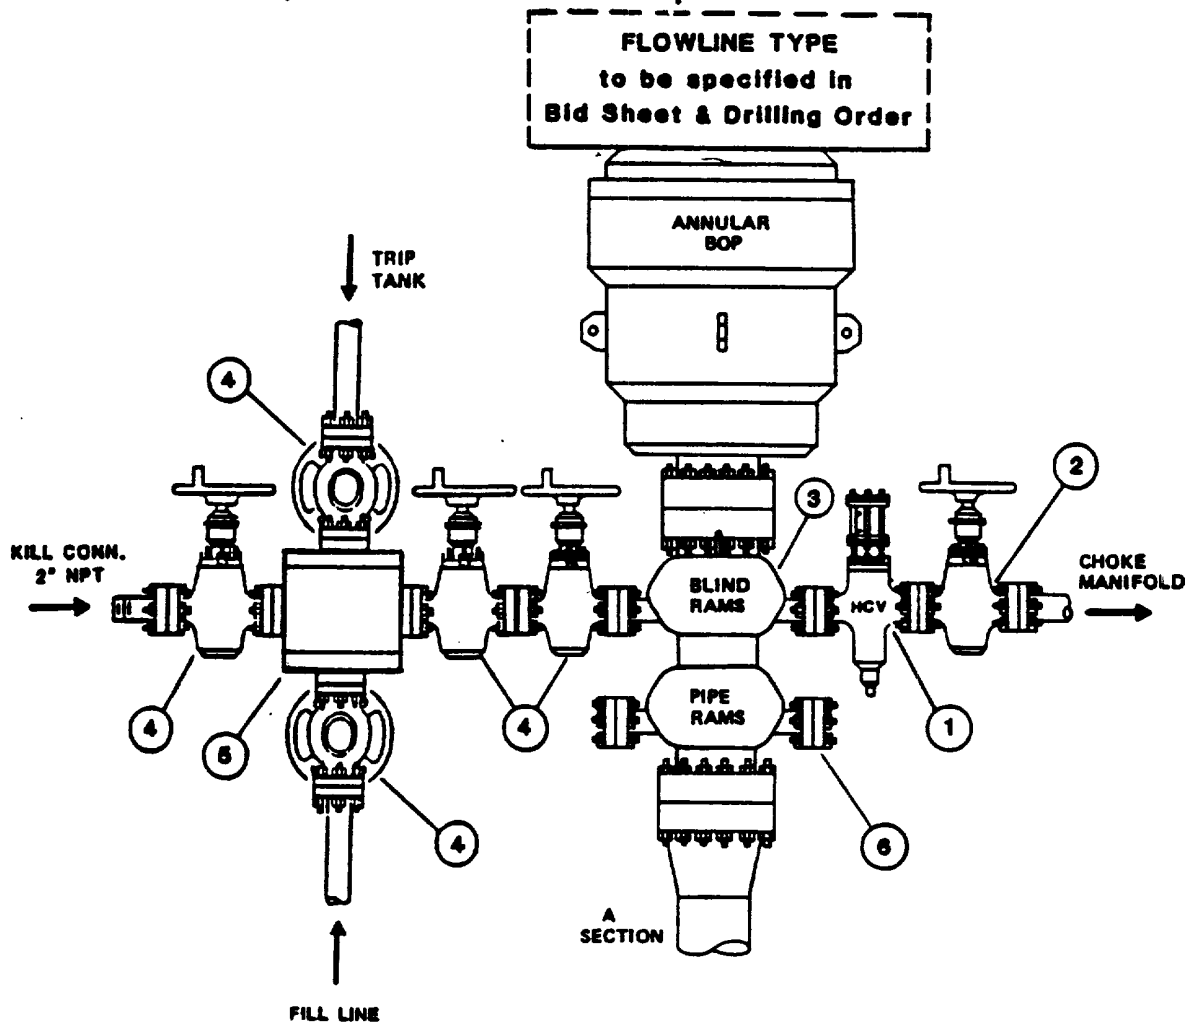 FLOWLINE TYPE
to be specified in
Bid Sheet & Drilling Order
ANNULAR
BOP
TRIP
TANK
4
2
3
KILL CONN.
2" NPT
BLIND
RAMS
HCV
CHOKE
MANIFOLD
PIPE
RAMS
4
5
4
1
4
6
A
SECTION
FILL LINE